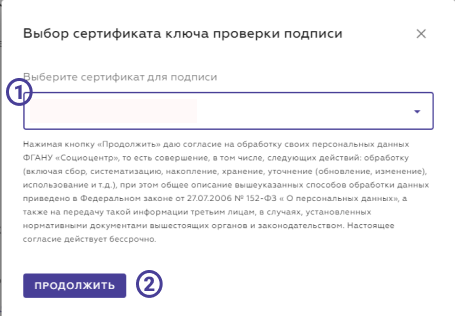 Выбор сертификата ключа проверки подписи
Выберите сертификат для подписи
1
Нажимая кнопку «Продолжить» даю согласие на обработку своих персональных данных
ФГАНУ «Социоцентр», то есть совершение, в том числе, следующих действий: обработку
(включая сбор, систематизацию, накопление, хранение, уточнение (обновление, изменение),
использование и т.д.), при этом общее описание вышеуказанных способов обработки данных
приведено в Федеральном законе от 27.07.2006 № 152-ФЗ « О персональных данных», а
также на передачу такой информации третьим лицам, в случаях, установленных
нормативными документами вышестоящих органов и законодательством. Настоящее
согласие действует бессрочно.
ПРОДОЛЖИТЬ 2